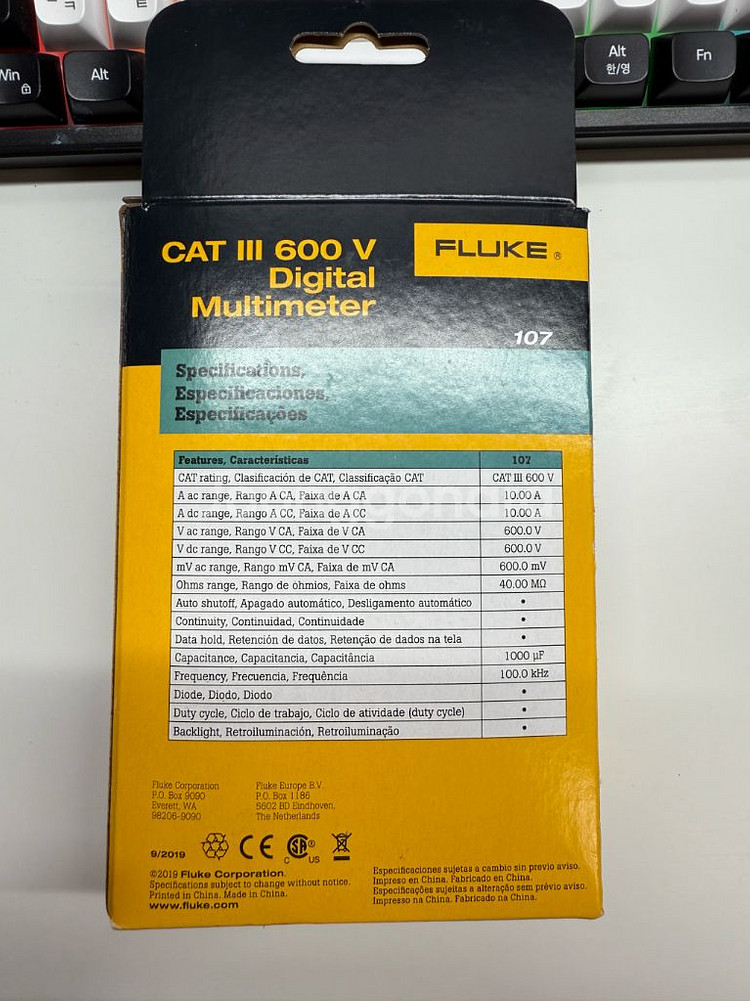 ㅋ
Win
Alt
Alt
한/영
Fn
CAT III 600 V
Digital
Multimeter
FLUKE®
107
Specifications,
Especificaciones,
Especificações
Features, Características 107
CAT rating, Clasificación de CAT, Classificação CAT CAT III 600 V
A ac range, Rango A CA, Faixa de A CA 10.00 A
A dc range, Rango A CC, Faixa de A CC 10.00 A
V ac range, Rango V CA, Faixa de V CA 600.0 V
V dc range, Rango V CC, Faixa de V CC 600.0 V
mV ac range, Rango mV CA, Faixa de mV CA 600.0 mV
Ohms range, Rango de ohmios, Faixa de ohms 40.00 MΩ
Auto shutoff, Apagado automático, Desligamento automático •
Continuity, Continuidad, Continuidade •
Data hold, Retención de datos, Retenção de dados na tela •
Capacitance, Capacitancia, Capacitância 1000 µF
Frequency, Frecuencia, Frequência 100.0 kHz
Diode, Diodo, Diodo •
Duty cycle, Ciclo de trabajo, Ciclo de atividade (duty cycle) •
Backlight, Retroiluminación, Retroiluminação •
Fluke Corporation
P.O. Box 9090
Everett, WA
98206-9090
Fluke Europe B.V.
P.O. Box 1186
5602 BD Eindhoven,
The Netherlands
9/2019
CE
C SA® US
©2019 Fluke Corporation.
Specifications subject to change without notice.
Printed in China. Made in China.
www.fluke.com
Especificaciones sujetas a cambio sin previo aviso.
Impreso en China. Fabricado en China.
Especificações sujeitas a alteração sem prévio aviso.
Impresso na China. Fabricado na China.